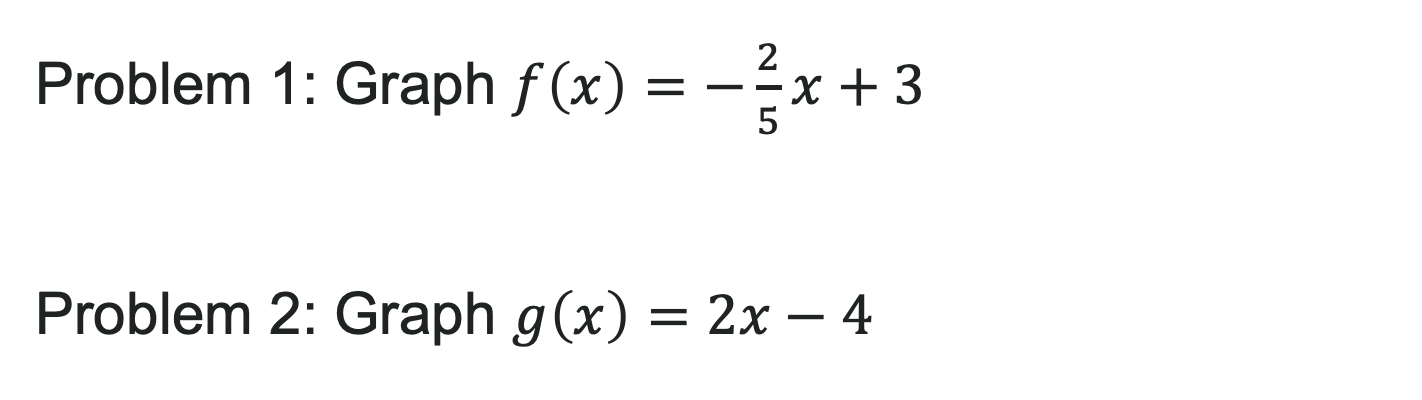 Problem 1: Graph f(x) = −2/5x + 3
Problem 2: Graph g(x) = 2x − 4